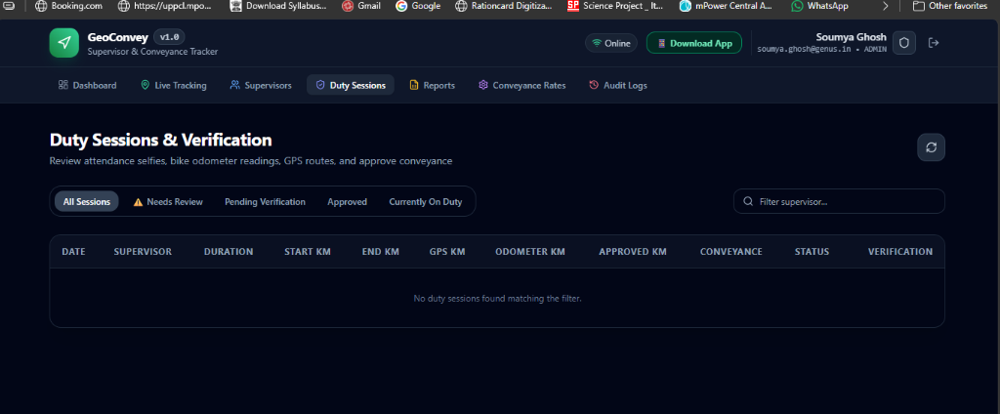 Booking.com https://uppcl.mpo... Download Syllabus... Gmail Google Rationcard Digitiza... SP Science Project _ It... mPower Central A... WhatsApp Other favorites
GeoConvey v1.0
Supervisor & Conveyance Tracker
Online
Download App
Soumya Ghosh
soumya.ghosh@genus.in • ADMIN
Dashboard Live Tracking Supervisors Duty Sessions Reports Conveyance Rates Audit Logs
Duty Sessions & Verification
Review attendance selfies, bike odometer readings, GPS routes, and approve conveyance
All Sessions Needs Review Pending Verification Approved Currently On Duty
Filter supervisor...
DATE SUPERVISOR DURATION START KM END KM GPS KM ODOMETER KM APPROVED KM CONVEYANCE STATUS VERIFICATION
No duty sessions found matching the filter.